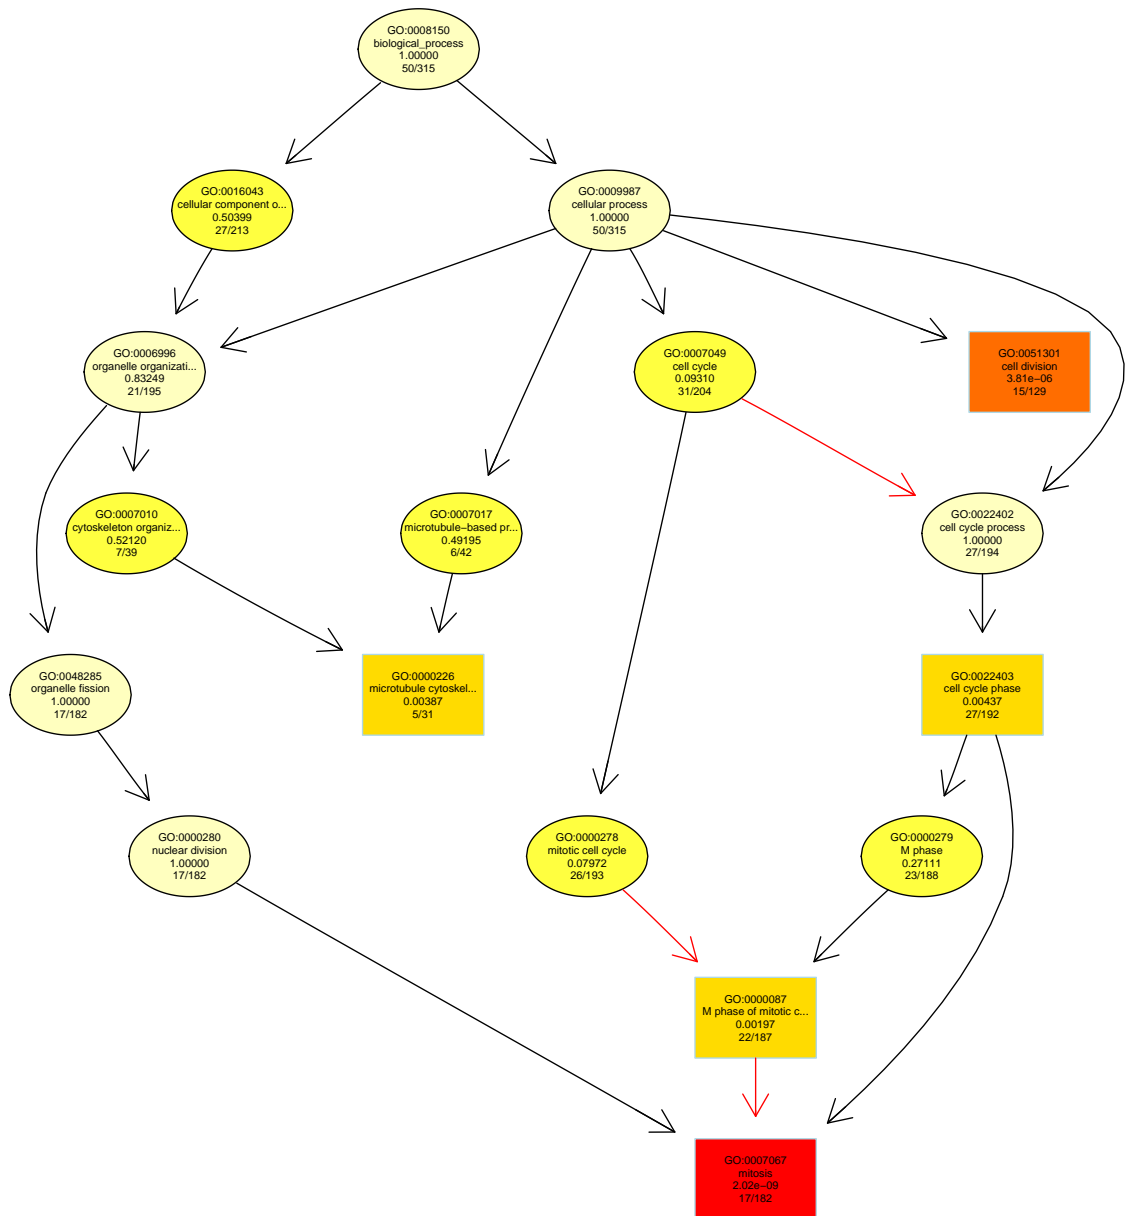 GO:0008150
biological_process
1.00000
50/315
GO:0016043
cellular component o...
0.50399
27/213
GO:0009987
cellular process
1.00000
50/315
GO:0006996
organelle organizati...
0.83249
21/195
GO:0007049
cell cycle
0.09310
31/204
GO:0051301
cell division
3.81e−06
15/129
GO:0007010
cytoskeleton organiz...
0.52120
7/39
GO:0007017
microtubule−based pr...
0.49195
6/42
GO:0022402
cell cycle process
1.00000
27/194
GO:0048285
organelle fission
1.00000
17/182
GO:0000226
microtubule cytoskel...
0.00387
5/31
GO:0022403
cell cycle phase
0.00437
27/192
GO:0000280
nuclear division
1.00000
17/182
GO:0000278
mitotic cell cycle
0.07972
26/193
GO:0000279
M phase
0.27111
23/188
GO:0000087
M phase of mitotic c...
0.00197
22/187
GO:0007067
mitosis
2.02e−09
17/182